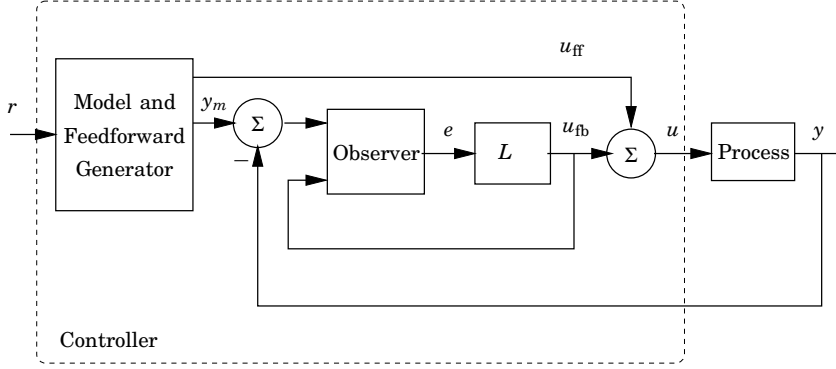 u_ff
r
Model and
Feedforward
Generator
y_m
Σ
−
Observer
e
L
u_fb
Σ
u
Process
y
Controller